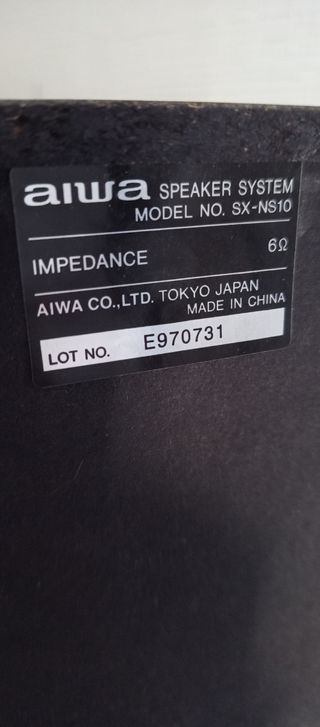 aiwa SPEAKER SYSTEM
MODEL NO. SX-NS10
IMPEDANCE 6Ω
AIWA CO.,LTD. TOKYO JAPAN
MADE IN CHINA
LOT NO. E970731